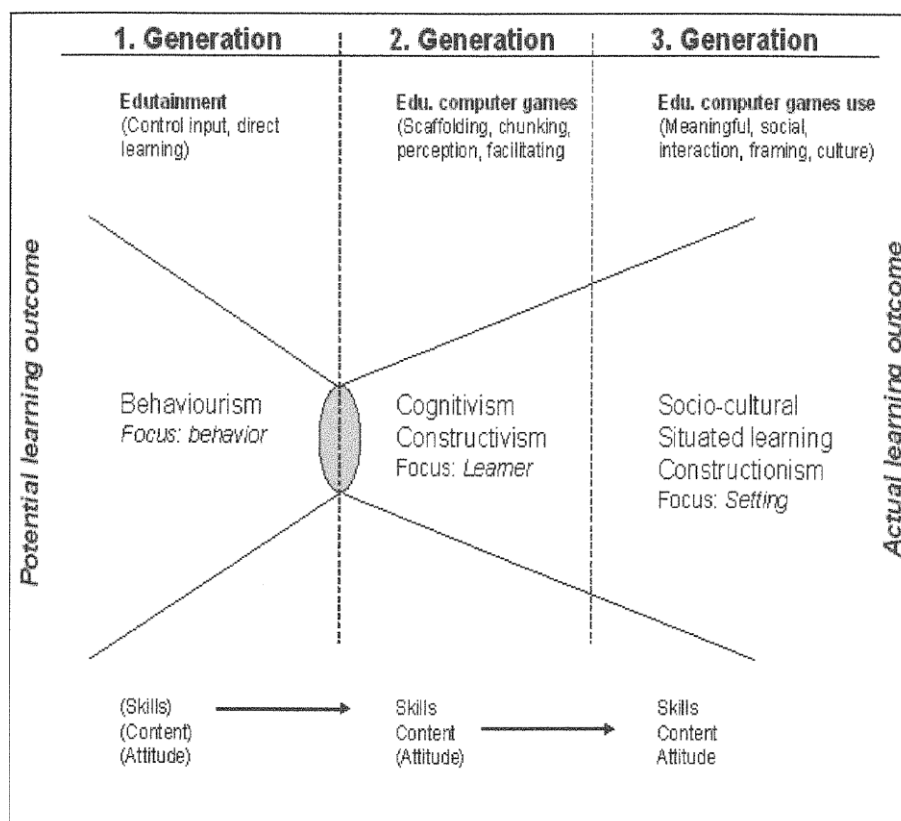 1. Generation
2. Generation
3. Generation
Edutainment
(Control input, direct
learning)
Edu. computer games
(Scaffolding, chunking,
perception, facilitating
Edu. computer games use
(Meaningful, social,
interaction, framing, culture)
Potential learning outcome
Behaviourism
Focus: behavior
Cognitivism
Constructivism
Focus: Learner
Socio-cultural
Situated learning
Constructionism
Focus: Setting
Actual learning outcome
(Skills)
(Content)
(Attitude)
Skills
Content
(Attitude)
Skills
Content
Attitude